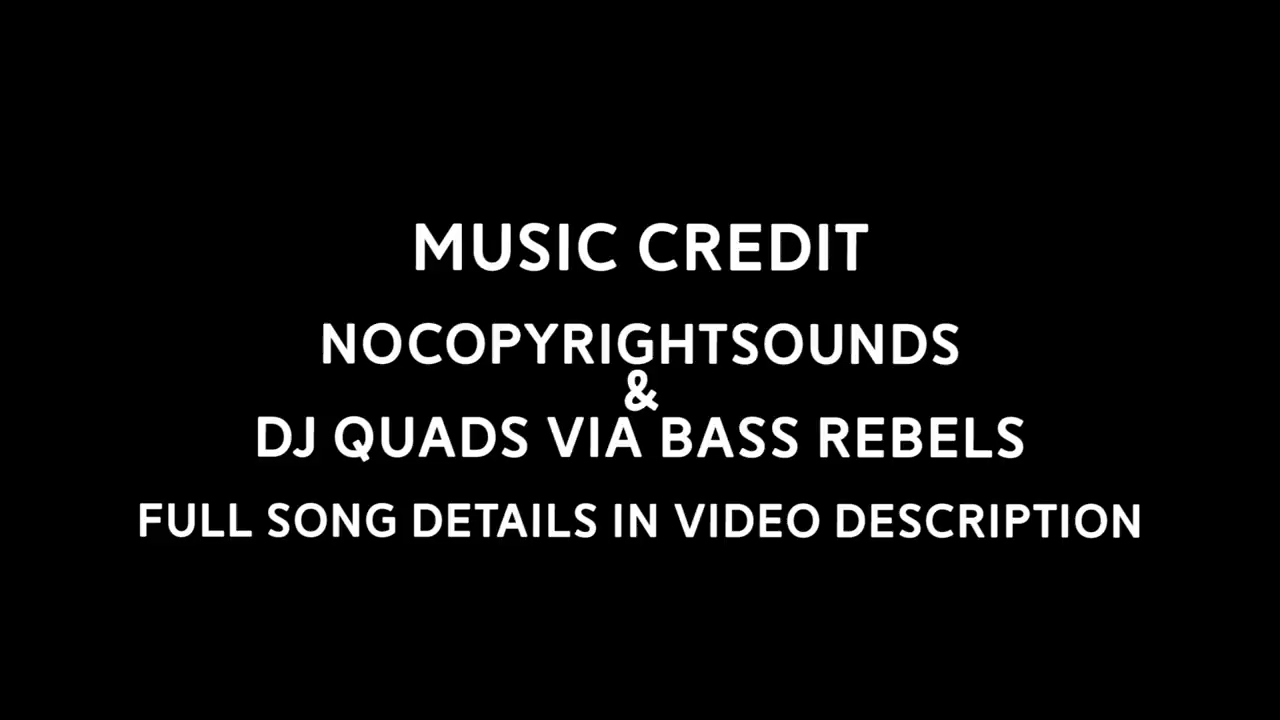 MUSIC CREDIT
NOCOPYRIGHTSOUNDS
&
DJ QUADS VIA BASS REBELS
FULL SONG DETAILS IN VIDEO DESCRIPTION